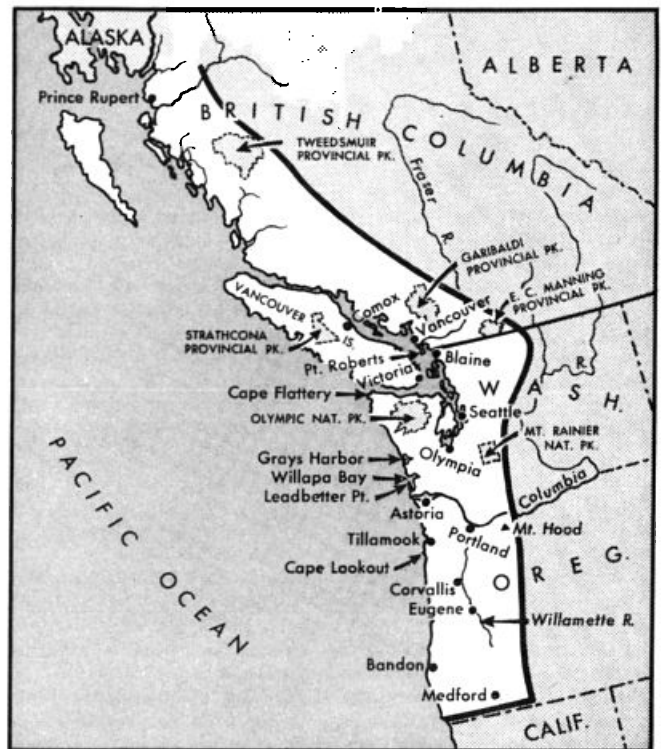 ALASKA
ALBERTA
Prince Rupert
BRITISH
COLUMBIA
TWEEDSMUIR
PROVINCIAL PK.
Fraser R.
GARIBALDI
PROVINCIAL PK.
E. C. MANNING
PROVINCIAL PK.
VANCOUVER IS.
Comox
Vancouver
STRATHCONA
PROVINCIAL PK.
Pt. Roberts
Blaine
Victoria
R.
WASH.
Cape Flattery
Seattle
OLYMPIC NAT. PK.
MT. RAINIER
NAT. PK.
Grays Harbor
Olympia
Willapa Bay
Leadbetter Pt.
Columbia
Astoria
Portland
Mt. Hood
Tillamook
OREG.
Cape Lookout
Corvallis
Eugene
Willamette R.
PACIFIC OCEAN
Bandon
Medford
CALIF.